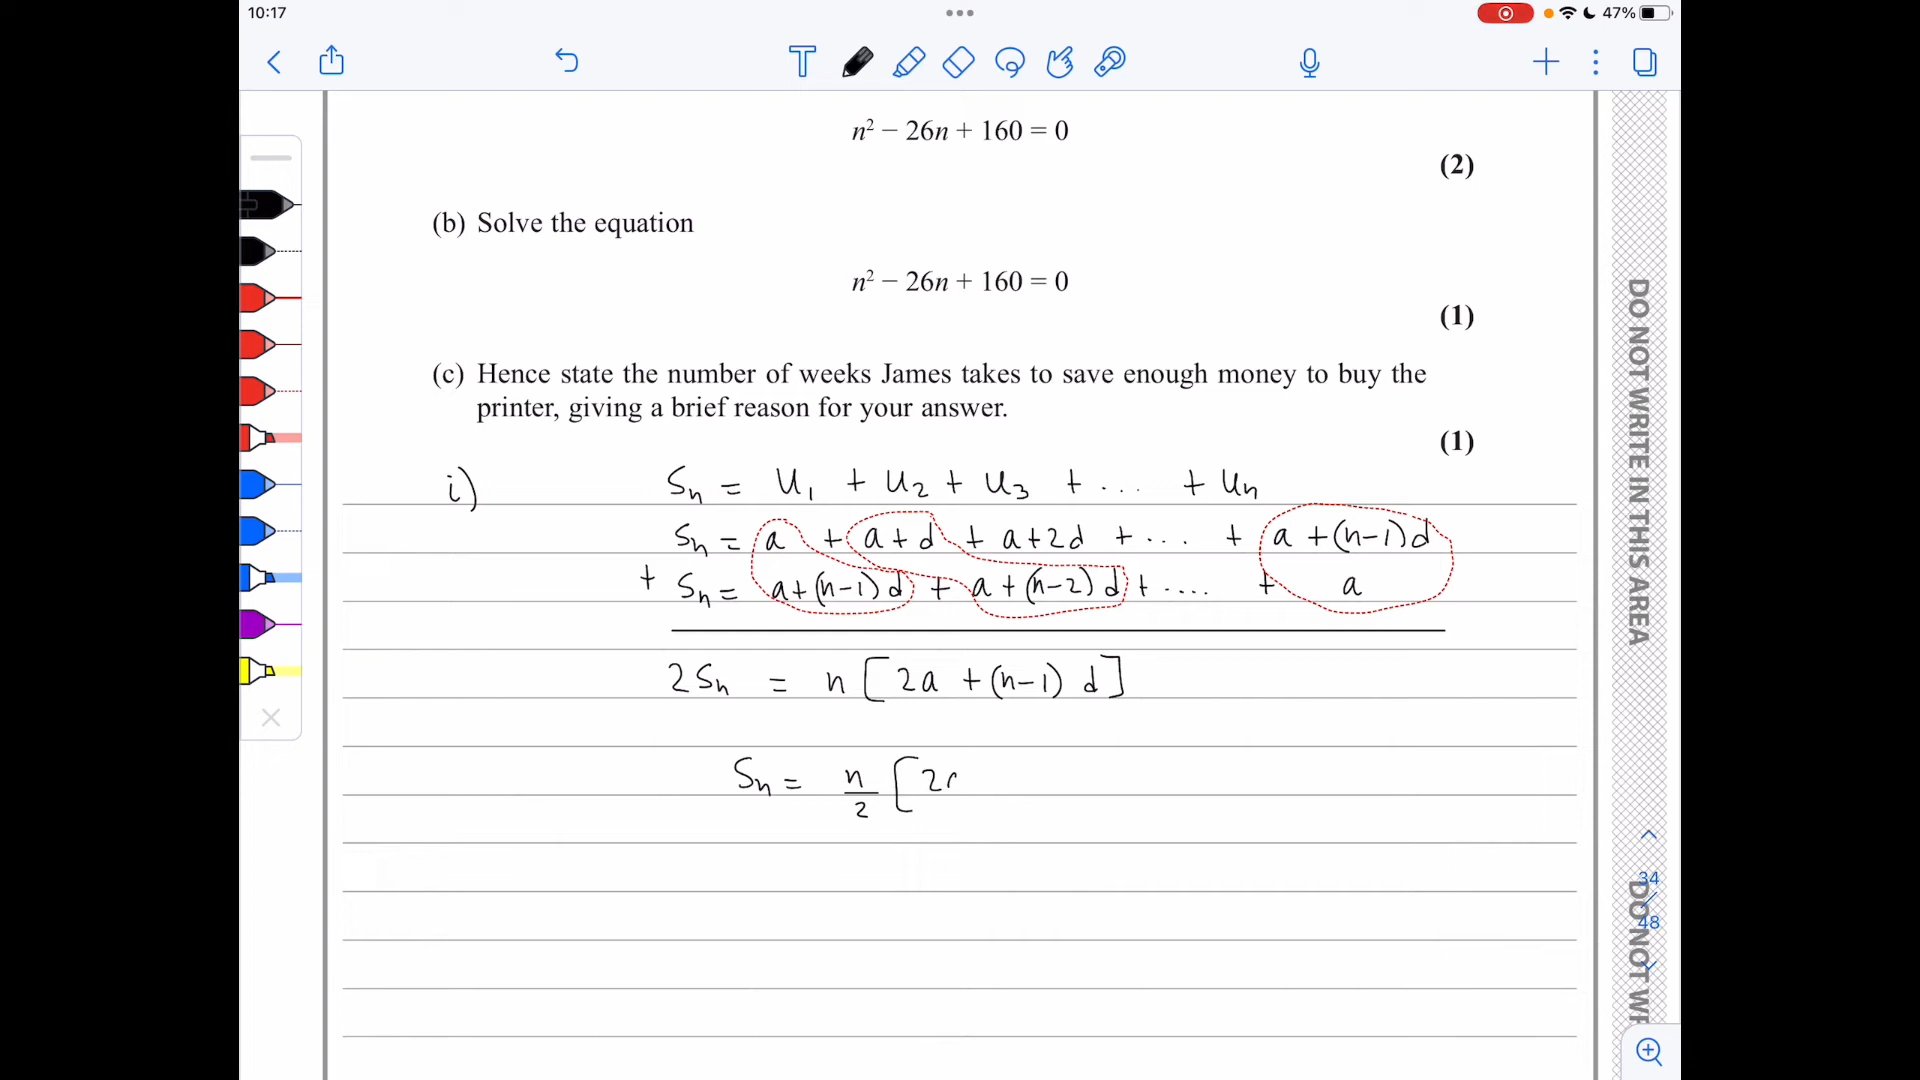 10:17
47%
n² − 26n + 160 = 0
(2)
(b) Solve the equation
n² − 26n + 160 = 0
(1)
(c) Hence state the number of weeks James takes to save enough money to buy the
printer, giving a brief reason for your answer.
(1)
i) Sn = U1 + U2 + U3 + ... + Un
Sn = a + a+d + a+2d + ... + a+(n−1)d
+ Sn = a+(n−1)d + a+(n−2)d + .... + a
2Sn = n[2a + (n−1)d]
Sn = n/2 [2
DO NOT WRITE IN THIS AREA
34
48
DO NOT WR